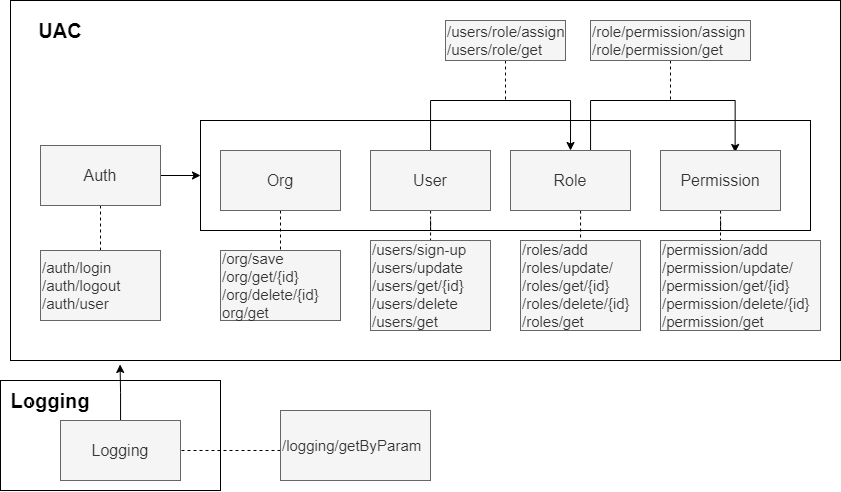 UAC
/users/role/assign
/users/role/get
/role/permission/assign
/role/permission/get
Auth
Org
User
Role
Permission
/auth/login
/auth/logout
/auth/user
/org/save
/org/get/{id}
/org/delete/{id}
org/get
/users/sign-up
/users/update
/users/get/{id}
/users/delete
/users/get
/roles/add
/roles/update/
/roles/get/{id}
/roles/delete/{id}
/roles/get
/permission/add
/permission/update/
/permission/get/{id}
/permission/delete/{id}
/permission/get
Logging
Logging
/logging/getByParam